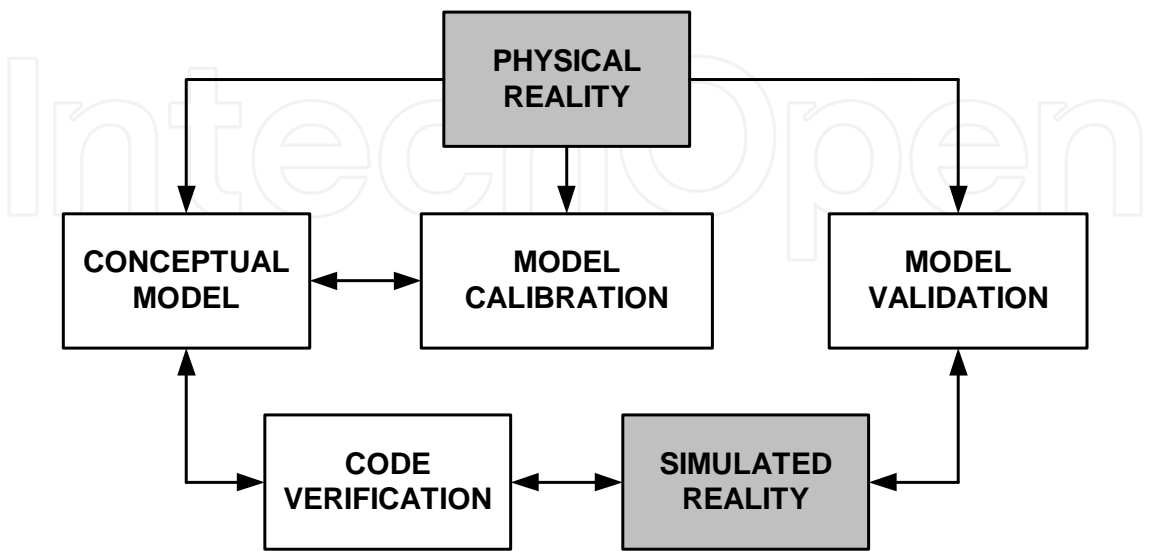 PHYSICAL
REALITY
IntechOpen
CONCEPTUAL
MODEL
MODEL
CALIBRATION
MODEL
VALIDATION
CODE
VERIFICATION
SIMULATED
REALITY